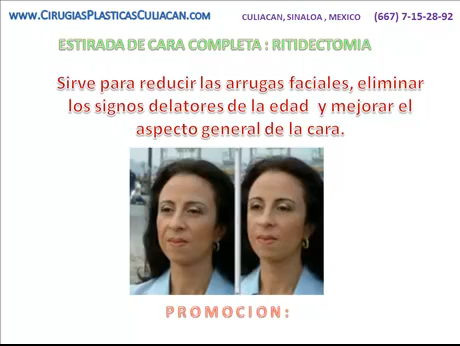 www.CirugiasPlasticasCuliacan.com CULIACAN, SINALOA , MEXICO (667) 7-15-28-92
ESTIRADA DE CARA COMPLETA : RITIDECTOMIA
Sirve para reducir las arrugas faciales, eliminar
los signos delatores de la edad y mejorar el
aspecto general de la cara.
PROMOCION: